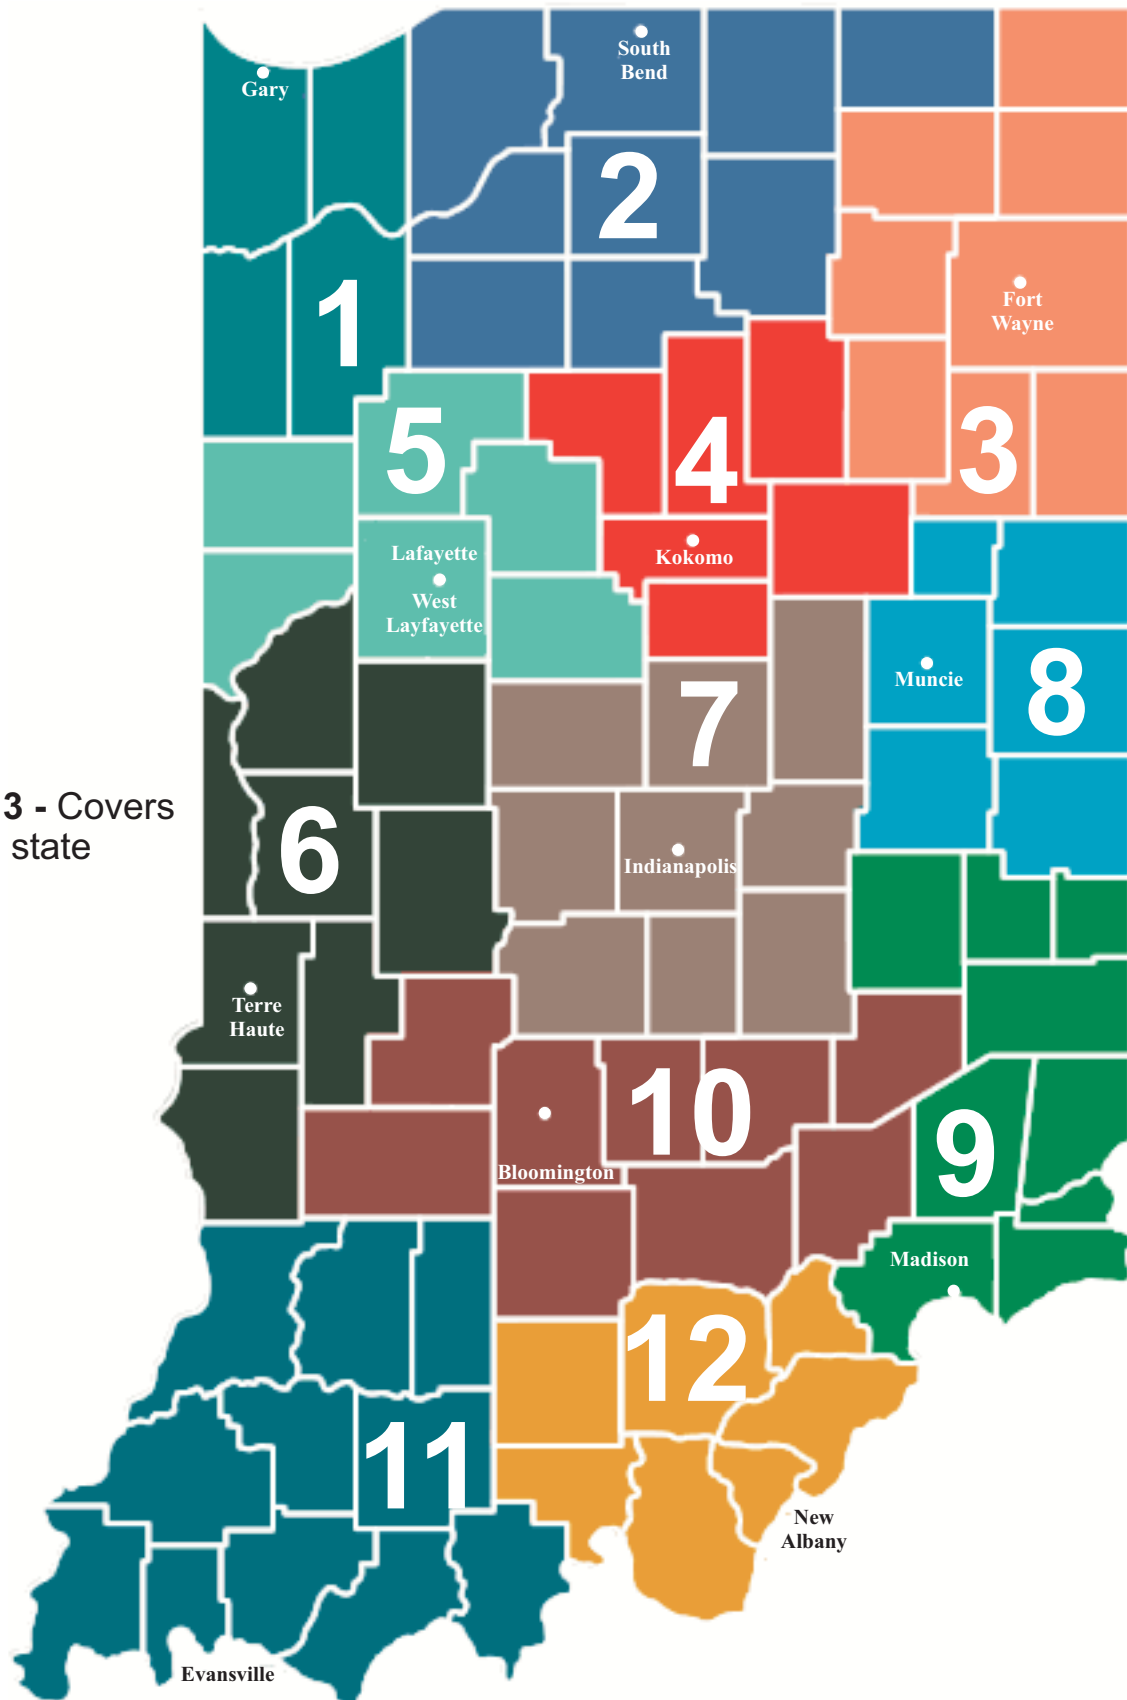 South
Bend
Gary
2
Fort
Wayne
1
5
4
3
Lafayette
Kokomo
West
Layfayette
Muncie
8
7
3 - Covers
state
6
Indianapolis
Terre
Haute
10
9
Bloomington
Madison
12
11
New
Albany
Evansville